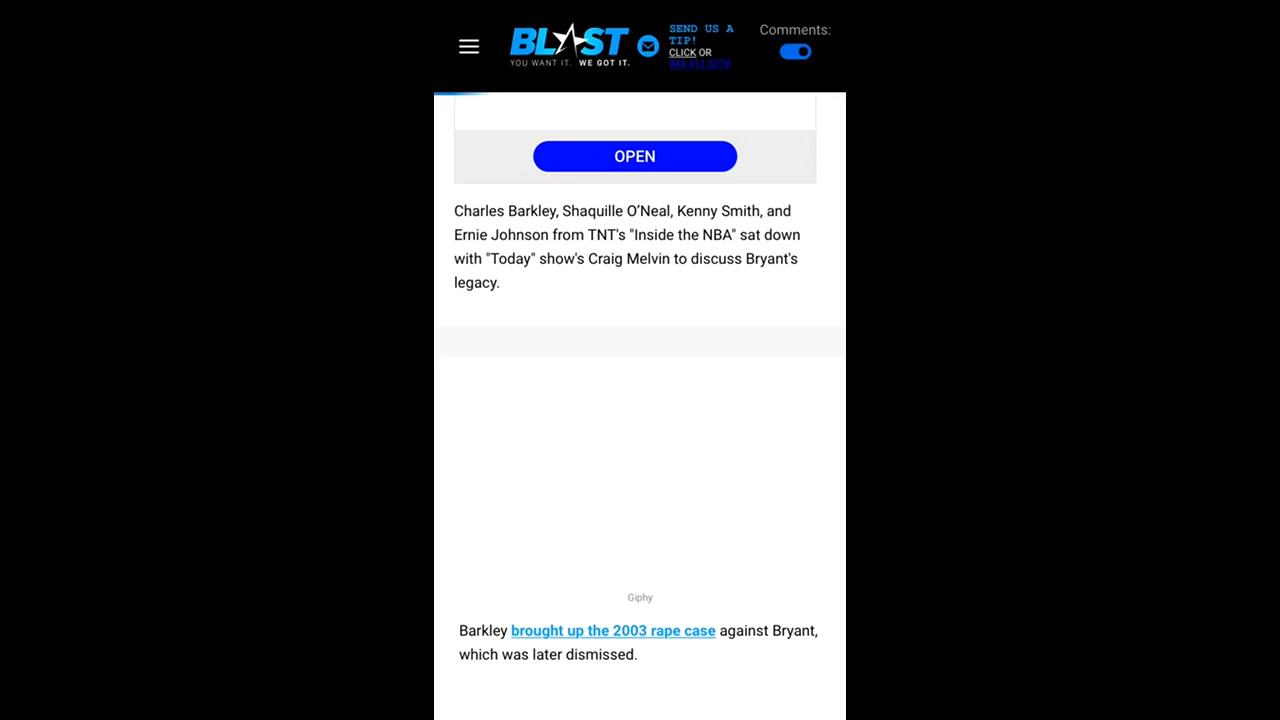 BLAST
YOU WANT IT. WE GOT IT.
SEND US A
TIP!
CLICK OR
Comments:
OPEN
Charles Barkley, Shaquille O’Neal, Kenny Smith, and
Ernie Johnson from TNT's "Inside the NBA" sat down
with "Today" show's Craig Melvin to discuss Bryant's
legacy.
Giphy
Barkley brought up the 2003 rape case against Bryant,
which was later dismissed.